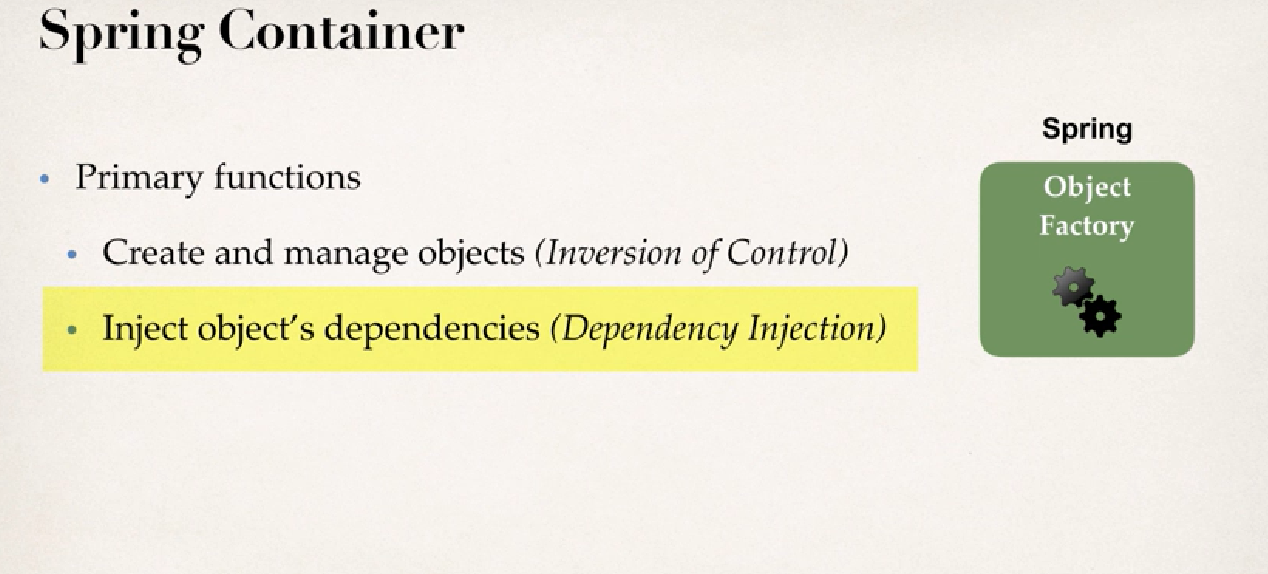 Spring Container
Primary functions
Create and manage objects (Inversion of Control)
Inject object’s dependencies (Dependency Injection)
Spring
Object
Factory